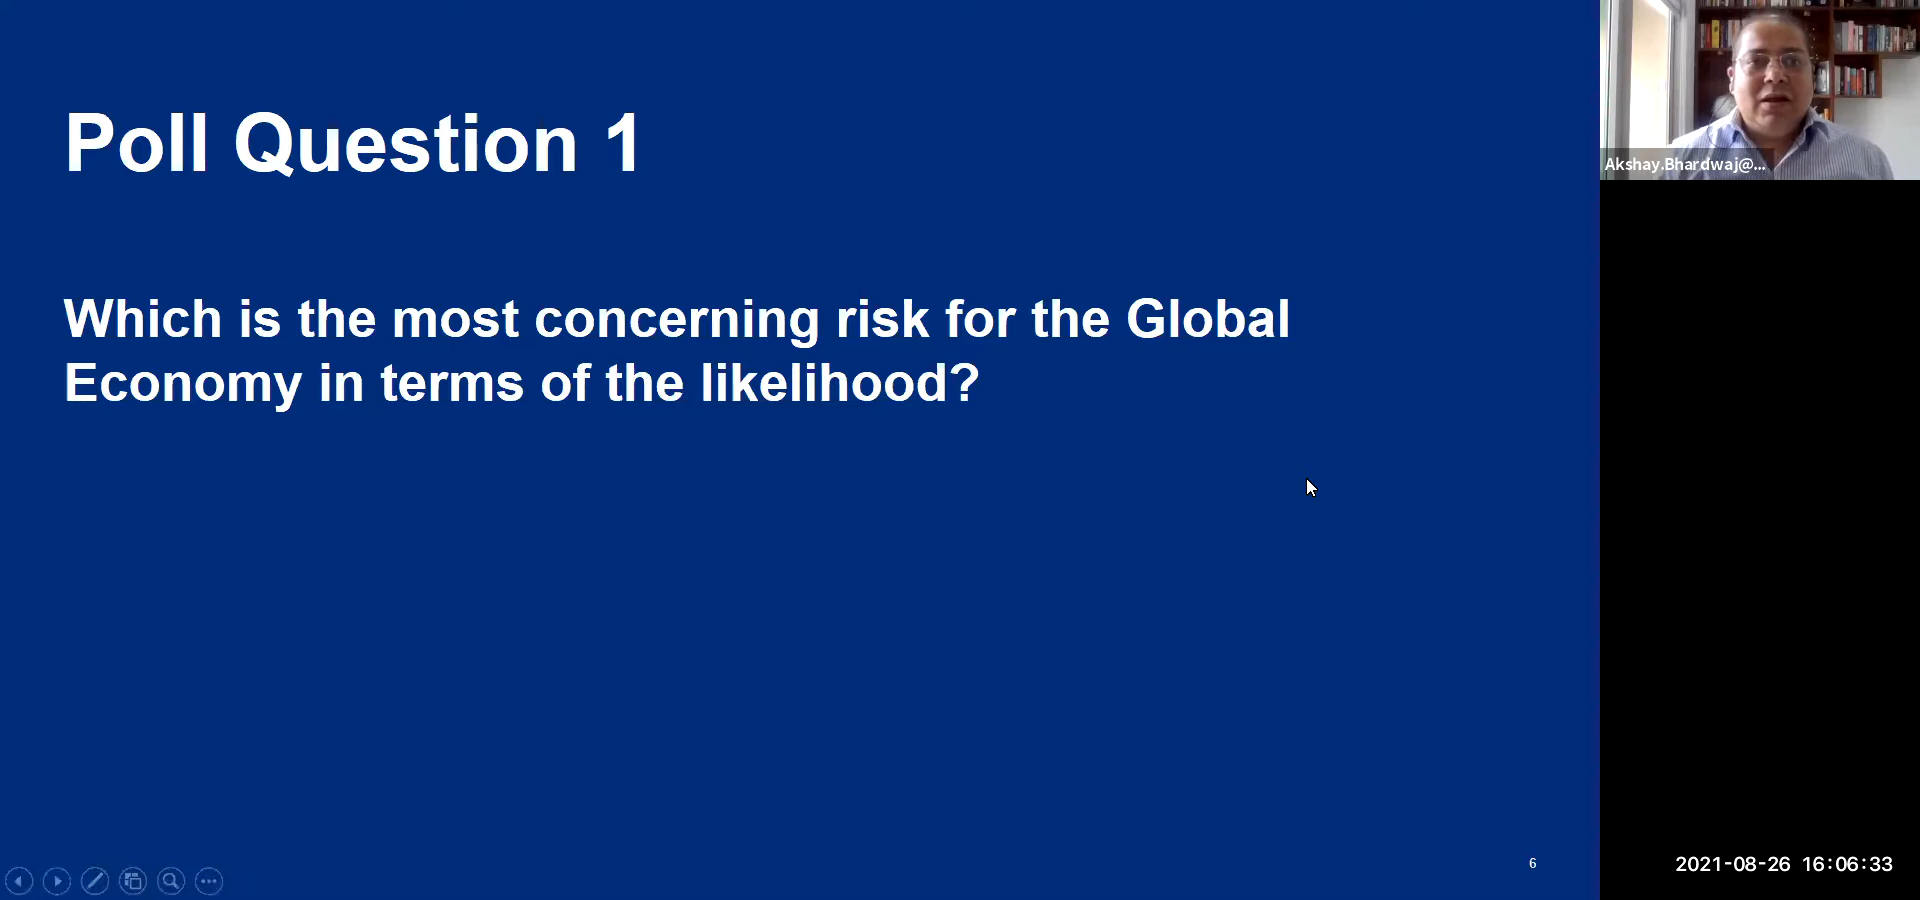 Poll Question 1
Which is the most concerning risk for the Global
Economy in terms of the likelihood?
6
Akshay.Bhardwaj@...
2021-08-26 16:06:33